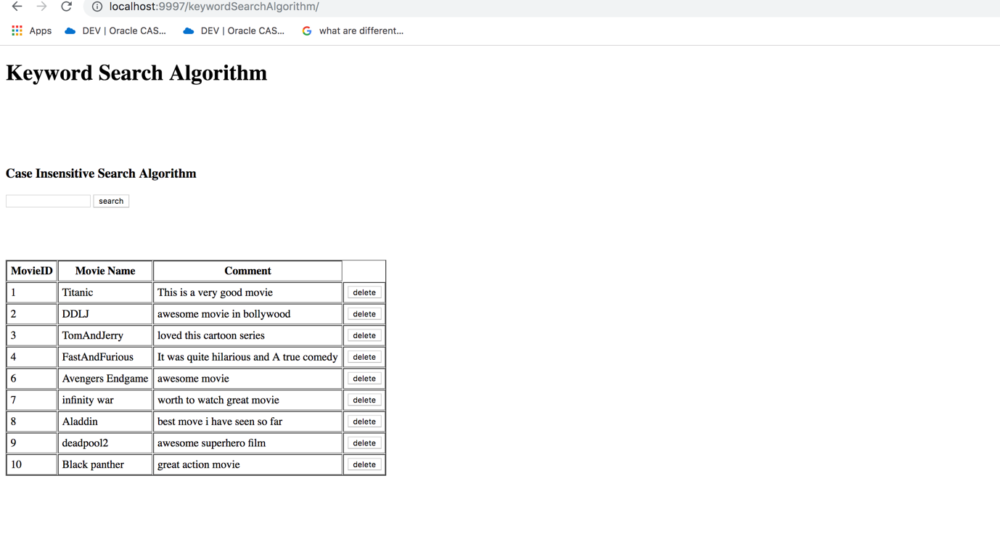 localhost:9997/keywordSearchAlgorithm/
Apps DEV | Oracle CAS... DEV | Oracle CAS... what are different...
Keyword Search Algorithm
Case Insensitive Search Algorithm
search
MovieID Movie Name Comment
1 Titanic This is a very good movie delete
2 DDLJ awesome movie in bollywood delete
3 TomAndJerry loved this cartoon series delete
4 FastAndFurious It was quite hilarious and A true comedy delete
6 Avengers Endgame awesome movie delete
7 infinity war worth to watch great movie delete
8 Aladdin best move i have seen so far delete
9 deadpool2 awesome superhero film delete
10 Black panther great action movie delete